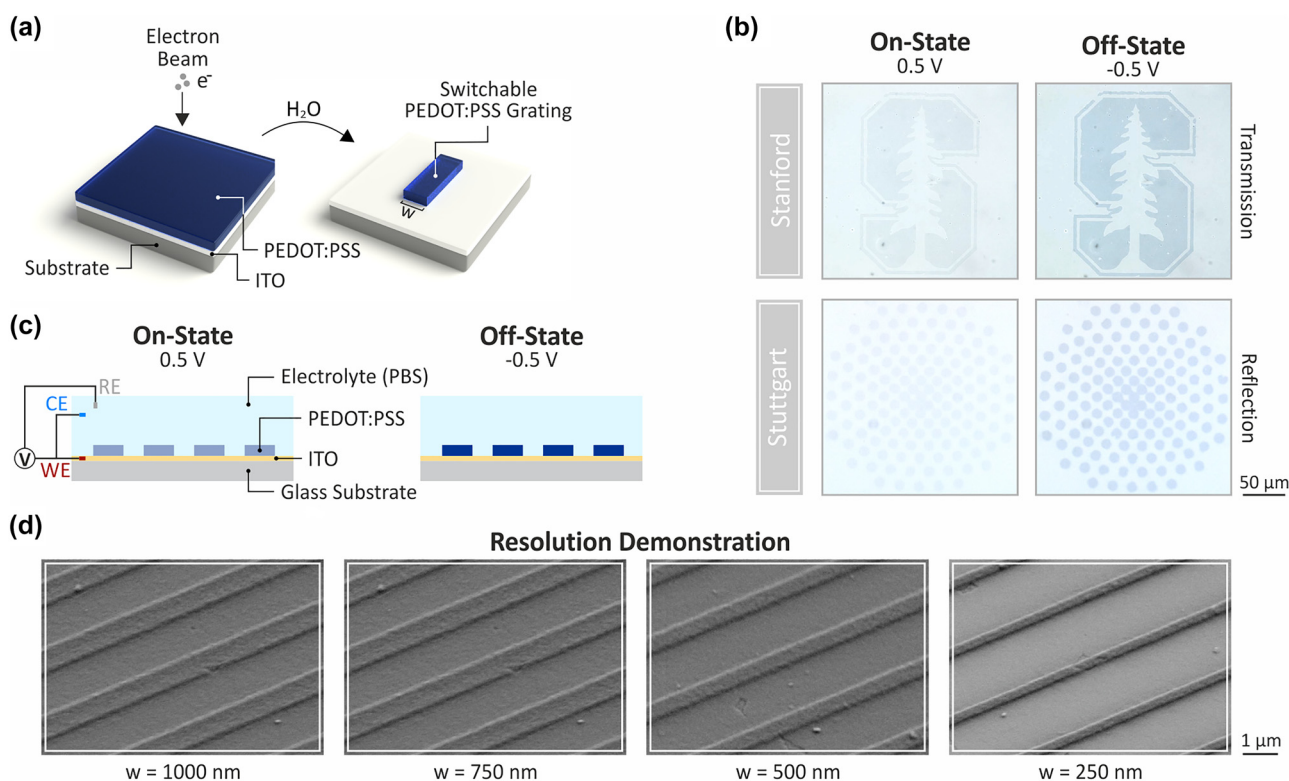 (a)
Electron
Beam
e⁻
H₂O
Switchable
PEDOT:PSS Grating
W
PEDOT:PSS
Substrate
ITO
(b)
On-State
0.5 V
Off-State
-0.5 V
Stanford
Transmission
Stuttgart
Reflection
50 µm
(c)
On-State
0.5 V
Off-State
-0.5 V
RE
CE
V
WE
Electrolyte (PBS)
PEDOT:PSS
ITO
Glass Substrate
(d)
Resolution Demonstration
w = 1000 nm
w = 750 nm
w = 500 nm
w = 250 nm
1 µm